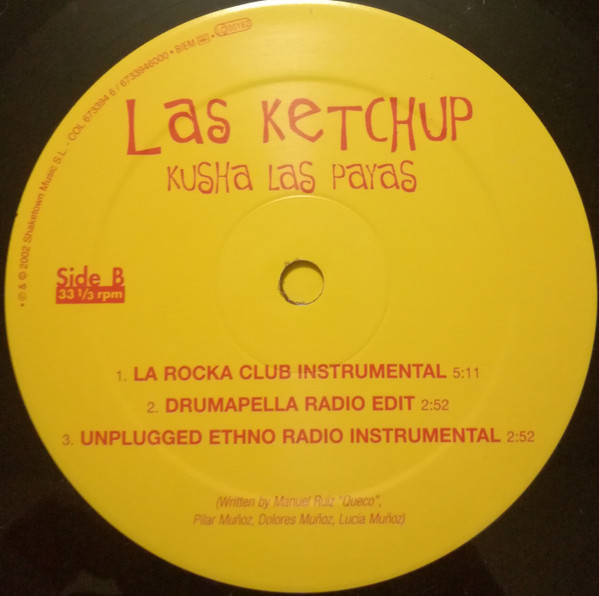 Las Ketchup
Kusha Las Payas
• ℗ & © 2002 Shaketown Music S.L. - COL 673394 6 / 6733946000 • BIEM
Side B
33 1/3 rpm
1. LA ROCKA CLUB INSTRUMENTAL 5:11
2. DRUMAPELLA RADIO EDIT 2:52
3. UNPLUGGED ETHNO RADIO INSTRUMENTAL 2:52
(Written by Manuel Ruiz "Queco",
Pilar Muñoz, Dolores Muñoz, Lucía Muñoz)